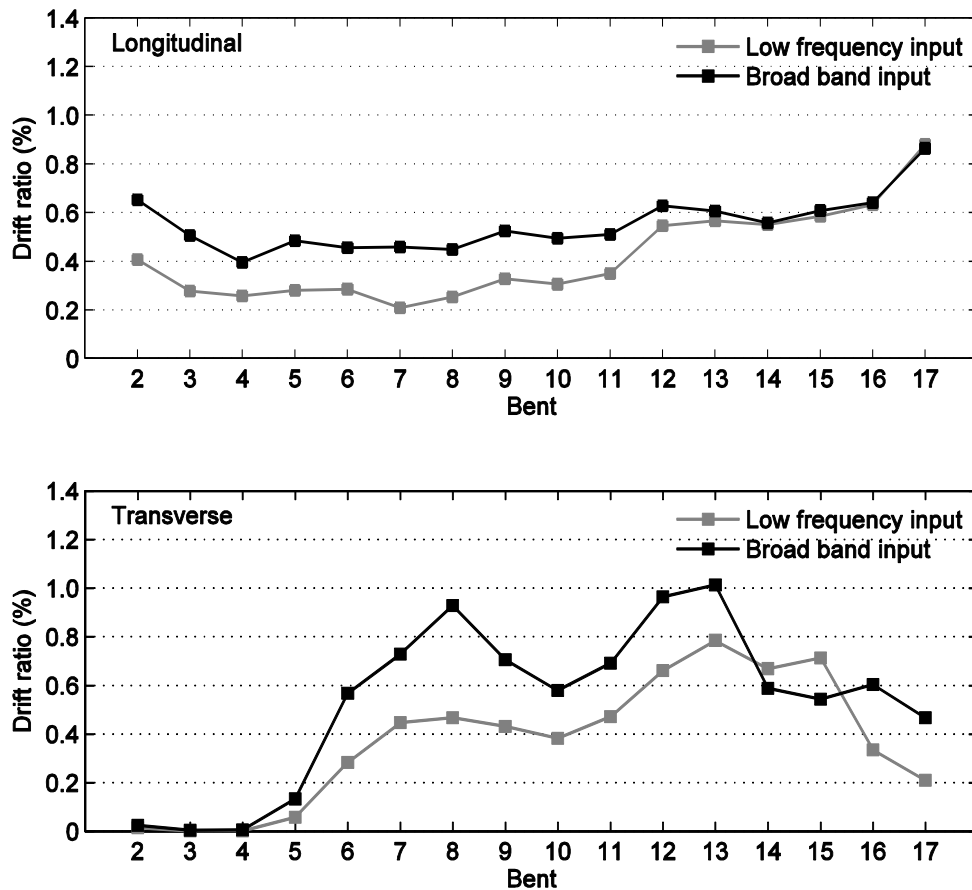 Longitudinal
Low frequency input
Broad band input
Drift ratio (%)
1.4
1.2
1.0
0.8
0.6
0.4
0.2
0
2 3 4 5 6 7 8 9 10 11 12 13 14 15 16 17
Bent
Transverse
Low frequency input
Broad band input
Drift ratio (%)
1.4
1.2
1.0
0.8
0.6
0.4
0.2
0
2 3 4 5 6 7 8 9 10 11 12 13 14 15 16 17
Bent